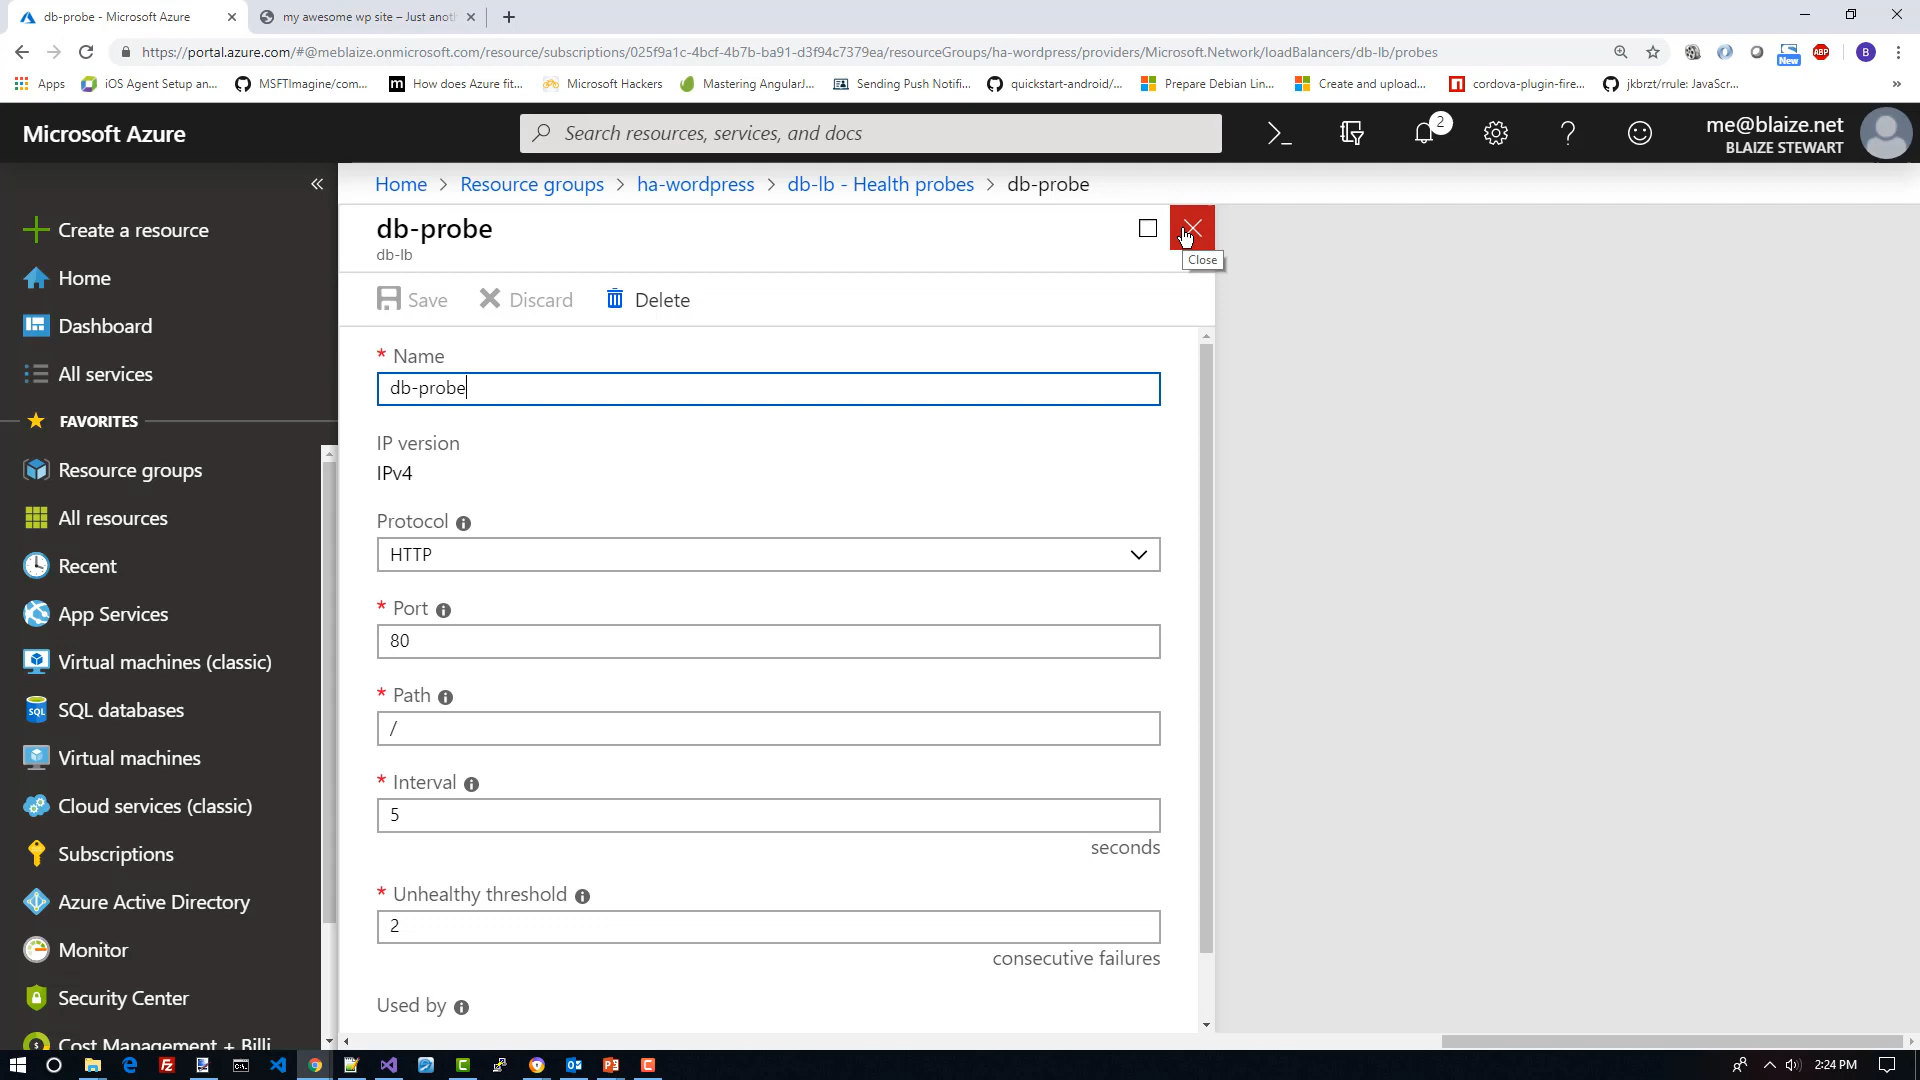 db-probe - Microsoft Azure
my awesome wp site – Just anoth
https://portal.azure.com/#@meblaize.onmicrosoft.com/resource/subscriptions/025f9a1c-4bcf-4b7b-ba91-d3f94c7379ea/resourceGroups/ha-wordpress/providers/Microsoft.Network/loadBalancers/db-lb/probes
New
ABP
B
Apps
iOS Agent Setup an...
MSFTImagine/com...
m
How does Azure fit...
Microsoft Hackers
Mastering AngularJ...
Sending Push Notifi...
quickstart-android/...
Prepare Debian Lin...
Create and upload...
cordova-plugin-fire...
jkbrzt/rrule: JavaScr...
»
Microsoft Azure
Search resources, services, and docs
2
me@blaize.net
BLAIZE STEWART
Home > Resource groups > ha-wordpress > db-lb - Health probes > db-probe
Create a resource
Home
Dashboard
All services
FAVORITES
Resource groups
All resources
Recent
App Services
Virtual machines (classic)
SQL
SQL databases
Virtual machines
Cloud services (classic)
Subscriptions
Azure Active Directory
Monitor
Security Center
Cost Management + Billi
db-probe
db-lb
Close
Save
Discard
Delete
* Name
db-probe
IP version
IPv4
Protocol
HTTP
* Port
80
* Path
/
* Interval
5
seconds
* Unhealthy threshold
2
consecutive failures
Used by
2:24 PM